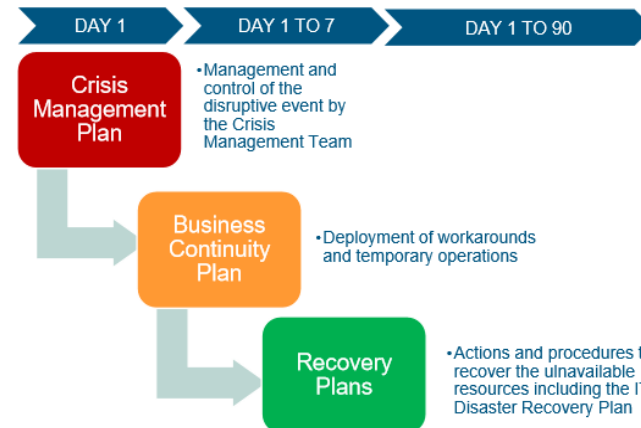 DAY 1
DAY 1 TO 7
DAY 1 TO 90
Crisis
Management
Plan
•Management and
control of the
disruptive event by
the Crisis
Management Team
Business
Continuity
Plan
•Deployment of workarounds
and temporary operations
Recovery
Plans
•Actions and procedures
recover the unavailable
resources including the
Disaster Recovery Plan